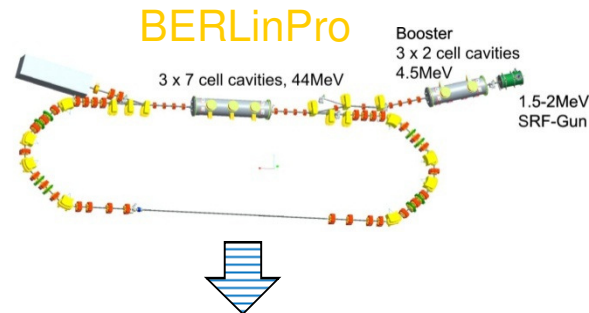 BERLinPro
Booster
3 x 2 cell cavities
4.5MeV
3 x 7 cell cavities, 44MeV
1.5-2MeV
SRF-Gun